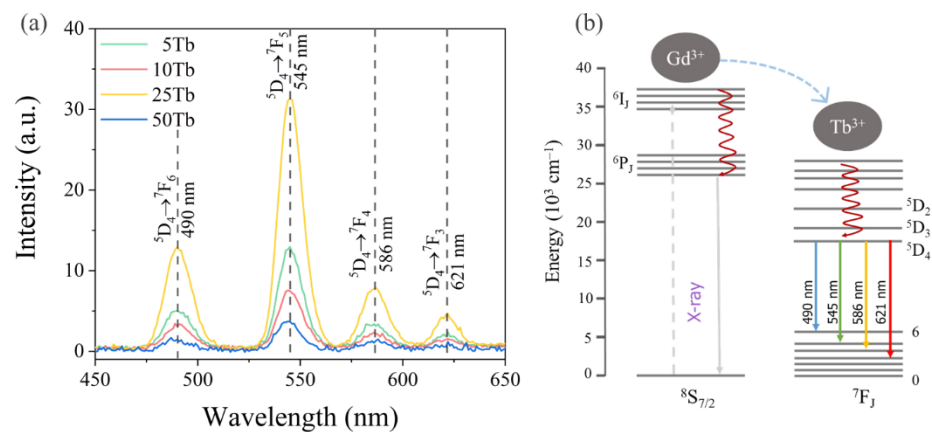 (a)
5Tb
10Tb
25Tb
50Tb
⁵D₄→⁷F₆
490 nm
⁵D₄→⁷F₅
545 nm
⁵D₄→⁷F₄
586 nm
⁵D₄→⁷F₃
621 nm
Intensity (a.u.)
40
30
20
10
0
450
500
550
600
650
Wavelength (nm)
(b)
Gd³⁺
Tb³⁺
Energy (10³ cm⁻¹)
40
35
30
25
20
15
10
5
0
⁶I_J
⁶P_J
X-ray
⁸S₇/₂
⁵D₂
⁵D₃
⁵D₄
490 nm
545 nm
586 nm
621 nm
6
0
⁷F_J